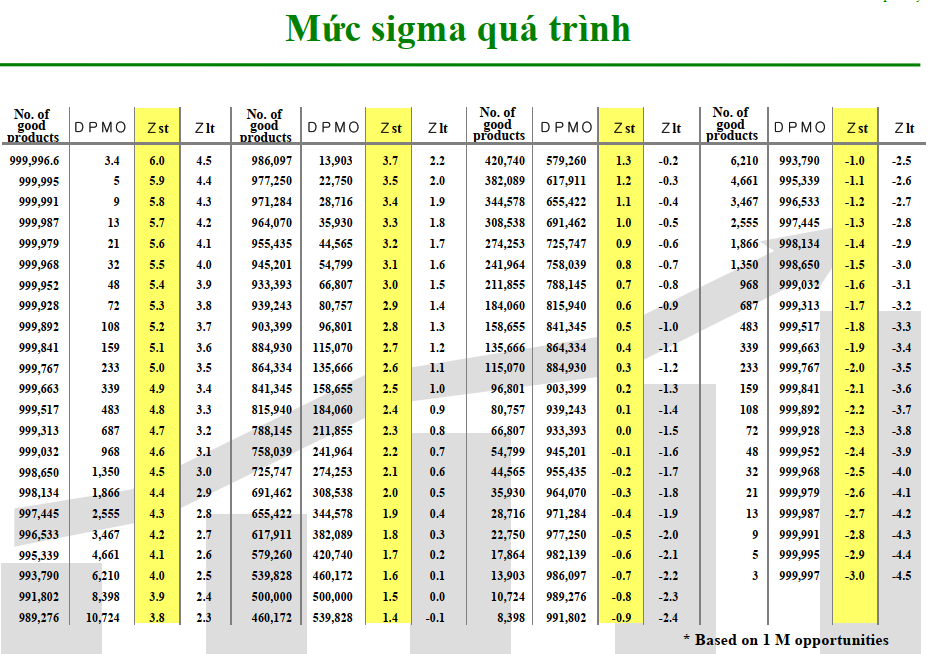 Mức sigma quá trình
No. of good products DPMO Z st Z lt No. of good products DPMO Z st Z lt No. of good products DPMO Z st Z lt No. of good products DPMO Z st Z lt
999,996.6 3.4 6.0 4.5 986,097 13,903 3.7 2.2 420,740 579,260 1.3 -0.2 6,210 993,790 -1.0 -2.5
999,995 5 5.9 4.4 977,250 22,750 3.5 2.0 382,089 617,911 1.2 -0.3 4,661 995,339 -1.1 -2.6
999,991 9 5.8 4.3 971,284 28,716 3.4 1.9 344,578 655,422 1.1 -0.4 3,467 996,533 -1.2 -2.7
999,987 13 5.7 4.2 964,070 35,930 3.3 1.8 308,538 691,462 1.0 -0.5 2,555 997,445 -1.3 -2.8
999,979 21 5.6 4.1 955,435 44,565 3.2 1.7 274,253 725,747 0.9 -0.6 1,866 998,134 -1.4 -2.9
999,968 32 5.5 4.0 945,201 54,799 3.1 1.6 241,964 758,039 0.8 -0.7 1,350 998,650 -1.5 -3.0
999,952 48 5.4 3.9 933,393 66,807 3.0 1.5 211,855 788,145 0.7 -0.8 968 999,032 -1.6 -3.1
999,928 72 5.3 3.8 939,243 80,757 2.9 1.4 184,060 815,940 0.6 -0.9 687 999,313 -1.7 -3.2
999,892 108 5.2 3.7 903,399 96,801 2.8 1.3 158,655 841,345 0.5 -1.0 483 999,517 -1.8 -3.3
999,841 159 5.1 3.6 884,930 115,070 2.7 1.2 135,666 864,334 0.4 -1.1 339 999,663 -1.9 -3.4
999,767 233 5.0 3.5 864,334 135,666 2.6 1.1 115,070 884,930 0.3 -1.2 233 999,767 -2.0 -3.5
999,663 339 4.9 3.4 841,345 158,655 2.5 1.0 96,801 903,399 0.2 -1.3 159 999,841 -2.1 -3.6
999,517 483 4.8 3.3 815,940 184,060 2.4 0.9 80,757 939,243 0.1 -1.4 108 999,892 -2.2 -3.7
999,313 687 4.7 3.2 788,145 211,855 2.3 0.8 66,807 933,393 0.0 -1.5 72 999,928 -2.3 -3.8
999,032 968 4.6 3.1 758,039 241,964 2.2 0.7 54,799 945,201 -0.1 -1.6 48 999,952 -2.4 -3.9
998,650 1,350 4.5 3.0 725,747 274,253 2.1 0.6 44,565 955,435 -0.2 -1.7 32 999,968 -2.5 -4.0
998,134 1,866 4.4 2.9 691,462 308,538 2.0 0.5 35,930 964,070 -0.3 -1.8 21 999,979 -2.6 -4.1
997,445 2,555 4.3 2.8 655,422 344,578 1.9 0.4 28,716 971,284 -0.4 -1.9 13 999,987 -2.7 -4.2
996,533 3,467 4.2 2.7 617,911 382,089 1.8 0.3 22,750 977,250 -0.5 -2.0 9 999,991 -2.8 -4.3
995,339 4,661 4.1 2.6 579,260 420,740 1.7 0.2 17,864 982,139 -0.6 -2.1 5 999,995 -2.9 -4.4
993,790 6,210 4.0 2.5 539,828 460,172 1.6 0.1 13,903 986,097 -0.7 -2.2 3 999,997 -3.0 -4.5
991,802 8,398 3.9 2.4 500,000 500,000 1.5 0.0 10,724 989,276 -0.8 -2.3
989,276 10,724 3.8 2.3 460,172 539,828 1.4 -0.1 8,398 991,802 -0.9 -2.4
* Based on 1 M opportunities